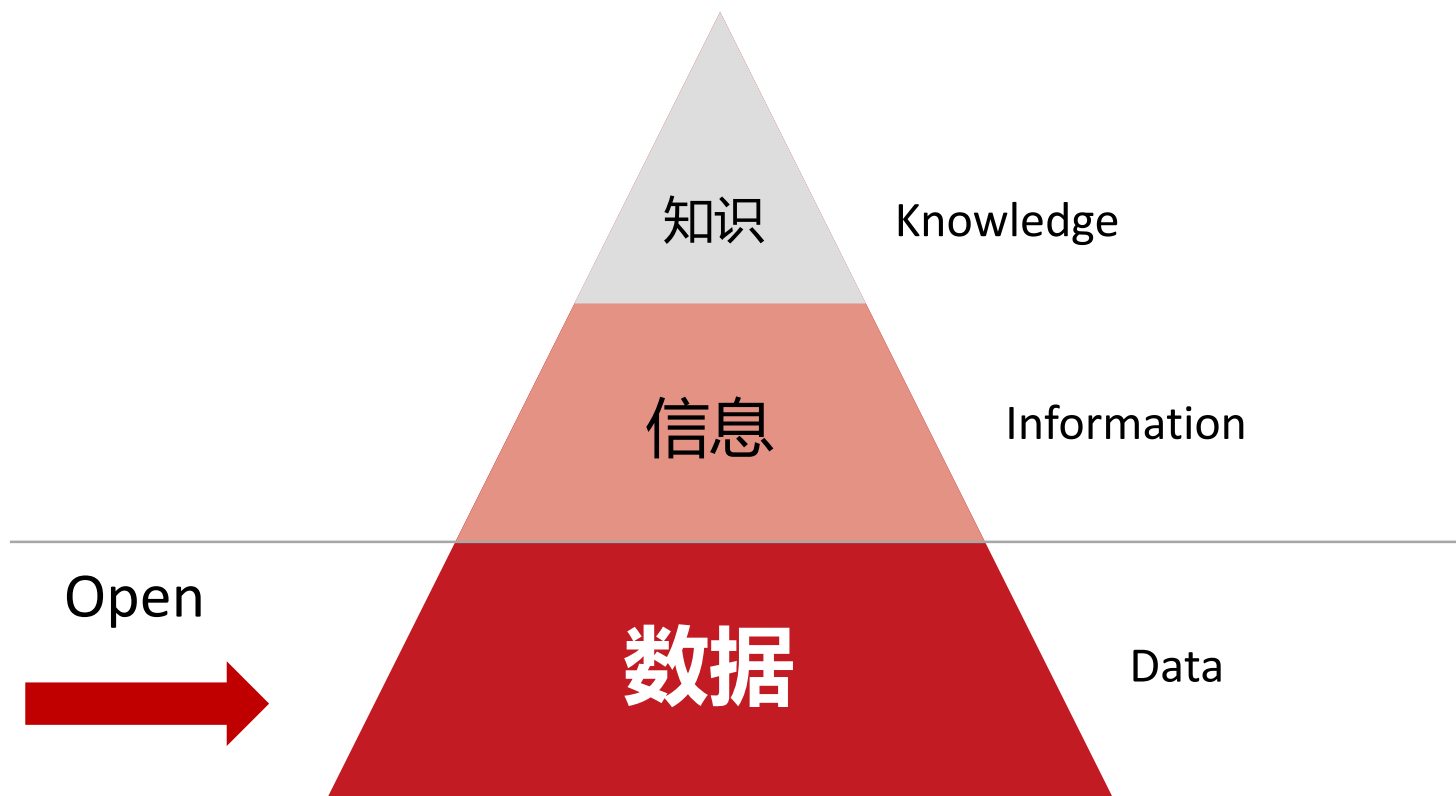 知识
Knowledge
信息
Information
Open
数据
Data